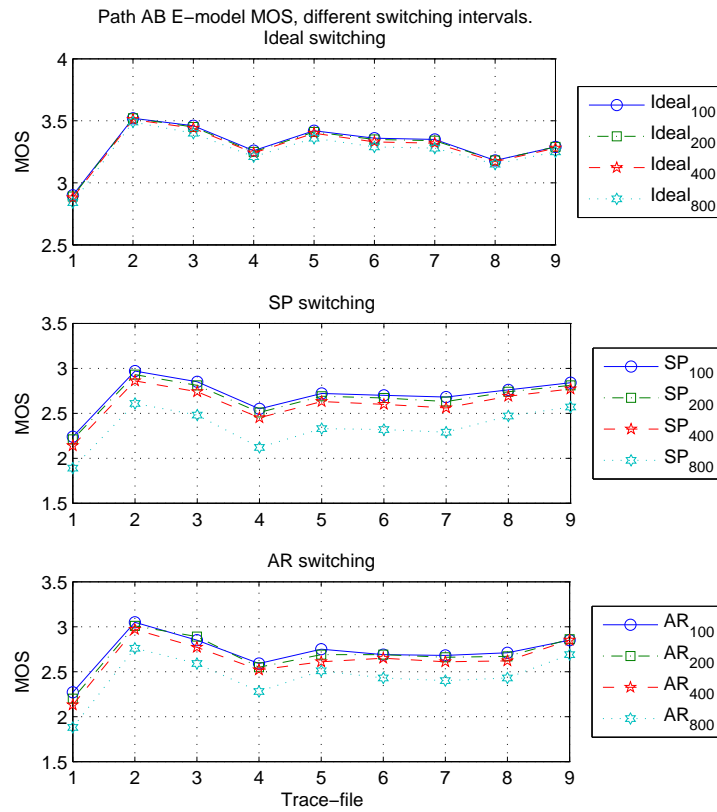 Path AB E−model MOS, different switching intervals.
Ideal switching
4
3.5
3
2.5
MOS
1 2 3 4 5 6 7 8 9
Ideal100
Ideal200
Ideal400
Ideal800
SP switching
3.5
3
2.5
2
1.5
MOS
1 2 3 4 5 6 7 8 9
SP100
SP200
SP400
SP800
AR switching
3.5
3
2.5
2
1.5
MOS
1 2 3 4 5 6 7 8 9
Trace−file
AR100
AR200
AR400
AR800